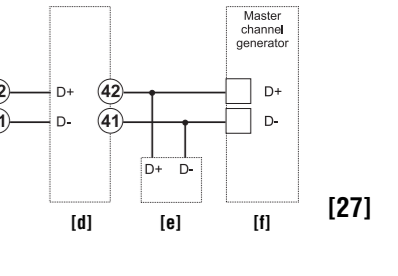 Master
channel
generator
2 D+ 42 D+
1 D- 41 D-
D+ D-
[d] [e] [f]
[27]